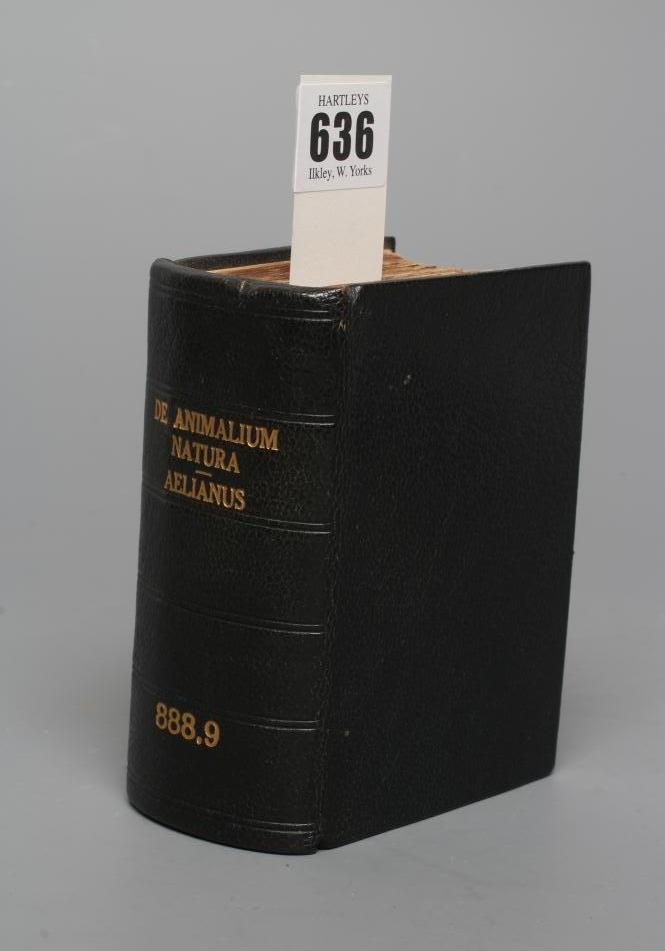 HARTLEYS
636
Ilkley, W. Yorks
DE ANIMALIUM
NATURA
AELIANUS
888.9